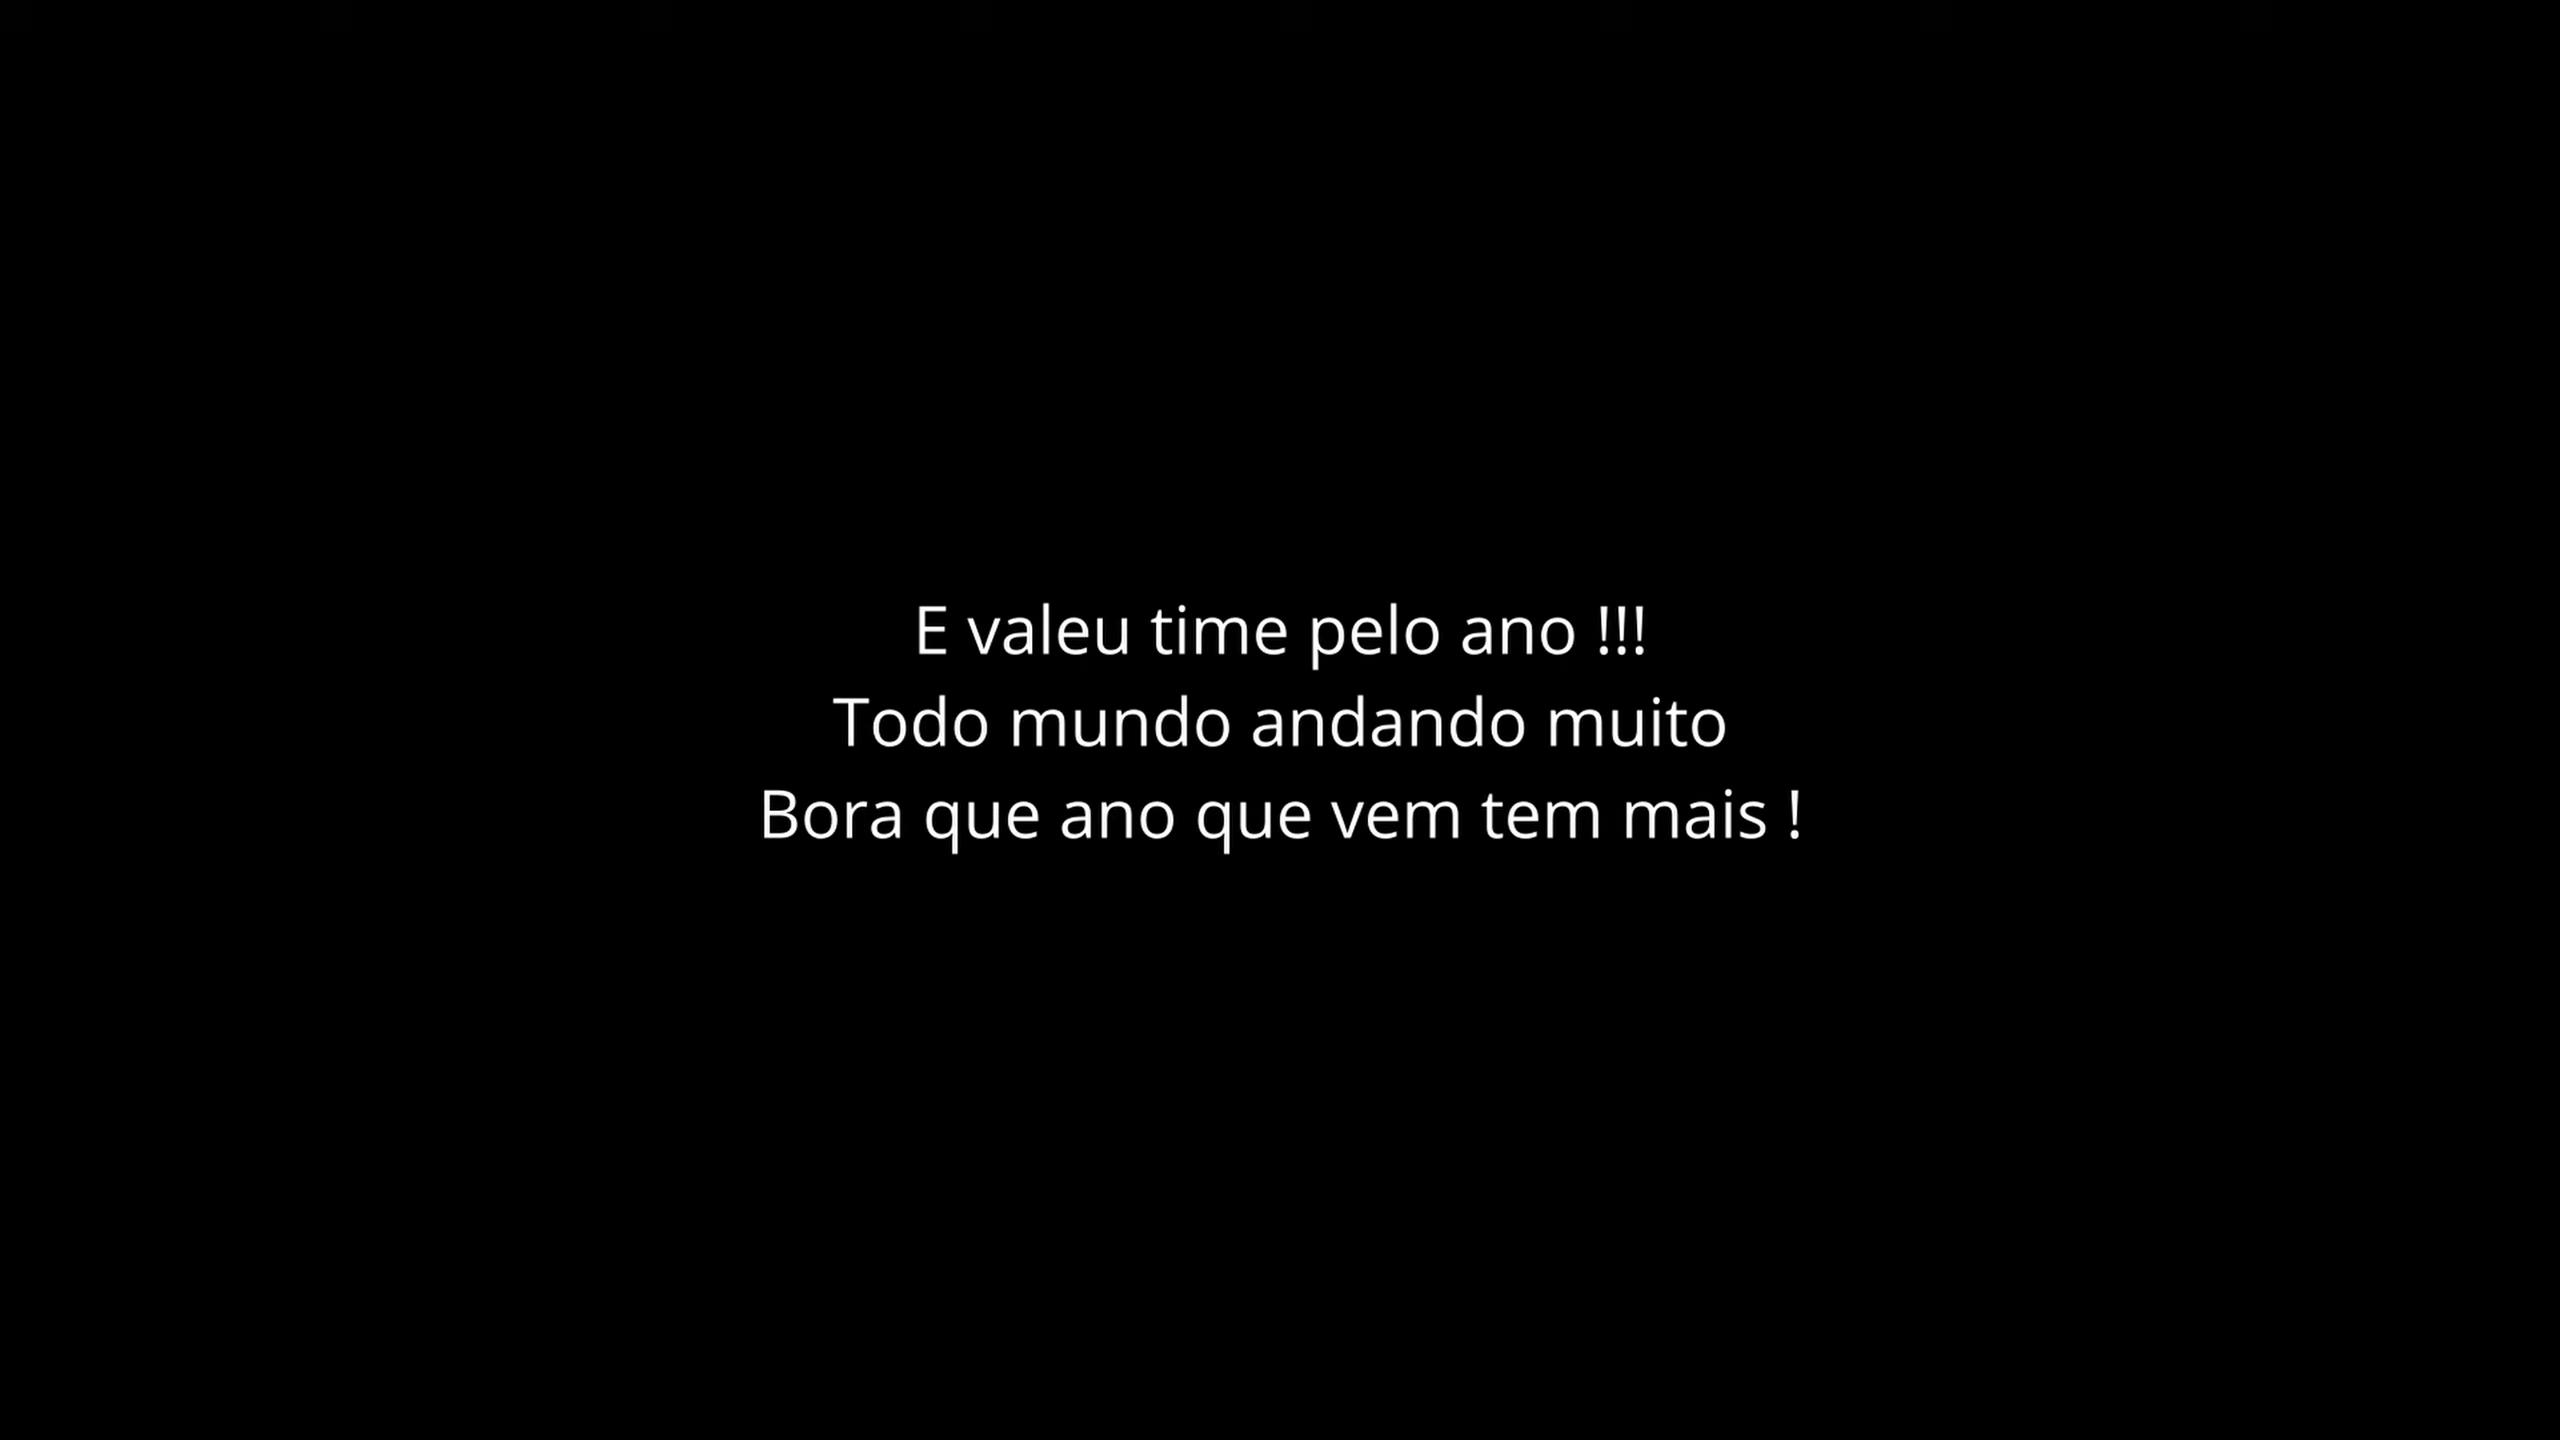 E valeu time pelo ano !!!
Todo mundo andando muito
Bora que ano que vem tem mais !